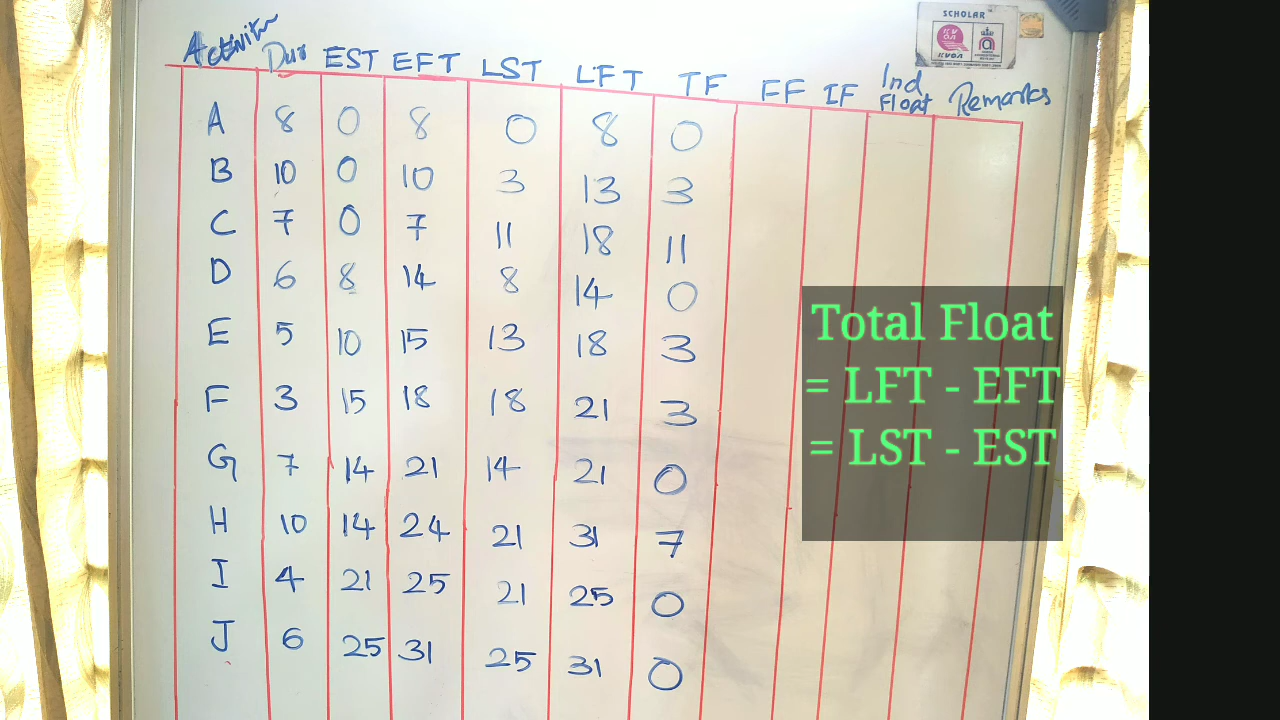 SCHOLAR
Activity Dur EST EFT LST LFT TF FF IF Ind Float Remarks
A 8 0 8 0 8 0
B 10 0 10 3 13 3
C 7 0 7 11 18 11
D 6 8 14 8 14 0
E 5 10 15 13 18 3
F 3 15 18 18 21 3
G 7 14 21 14 21 0
H 10 14 24 21 31 7
I 4 21 25 21 25 0
J 6 25 31 25 31 0
Total Float
= LFT - EFT
= LST - EST